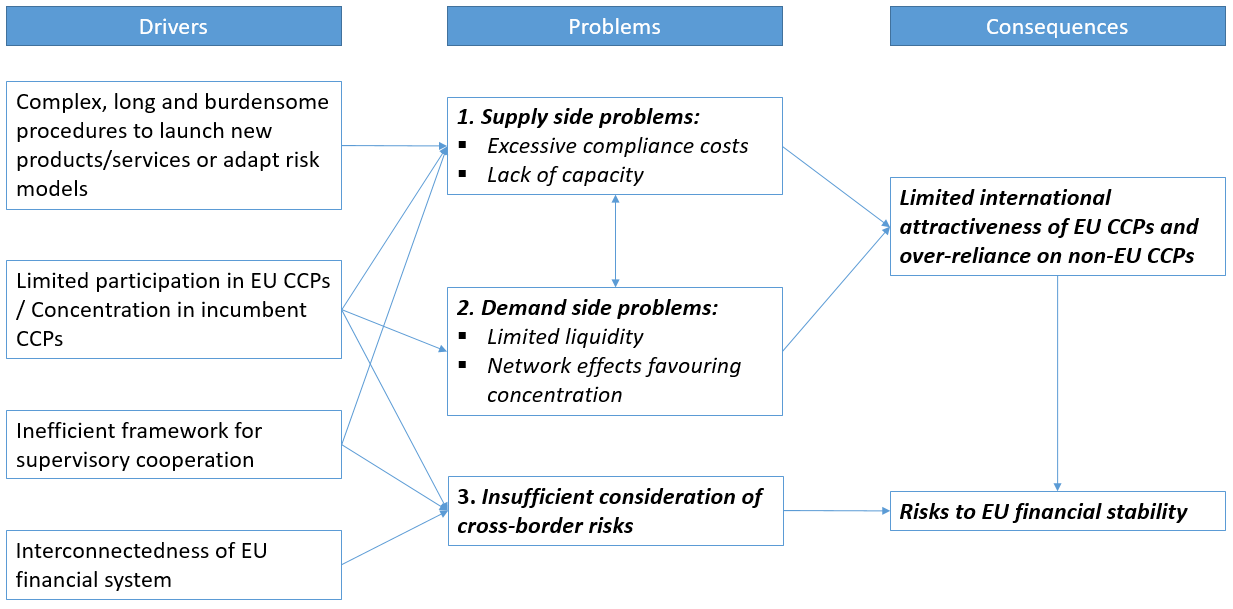 Drivers
Complex, long and burdensome
procedures to launch new
products/services or adapt risk
models
Limited participation in EU CCPs
/ Concentration in incumbent
CCPs
Inefficient framework for
supervisory cooperation
Interconnectedness of EU
financial system
Problems
1. Supply side problems:
▪ Excessive compliance costs
▪ Lack of capacity
2. Demand side problems:
▪ Limited liquidity
▪ Network effects favouring
concentration
3. Insufficient consideration of
cross-border risks
Consequences
Limited international
attractiveness of EU CCPs and
over-reliance on non-EU CCPs
Risks to EU financial stability